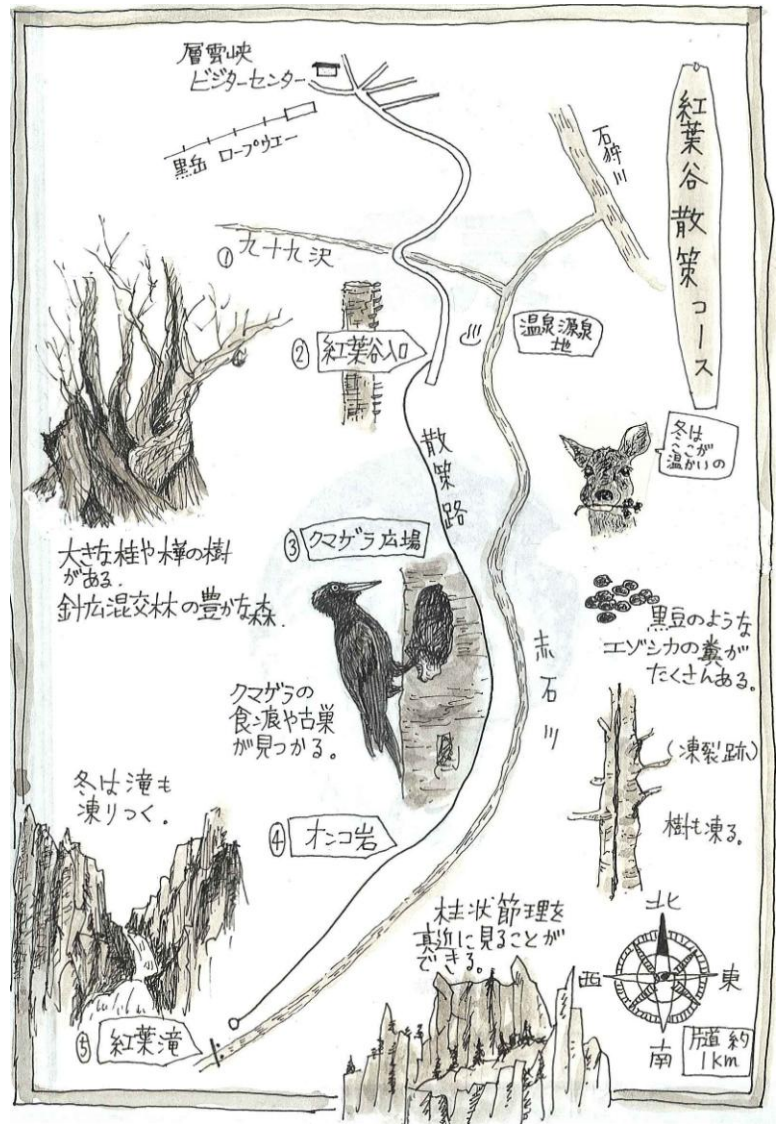 層雲峡
ビジターセンター
黒岳 ロープウエー
石狩川
紅葉谷散策コース
① 九十九沢
② 紅葉谷入口
温泉源泉
地
散策路
冬は
ここが
温かいの
③ クマゲラ広場
大きな桂や樺の樹
がある.
針広混交林の豊かな森.
黒豆のような
エゾシカの糞が
たくさんある。
赤石川
クマゲラの
食痕や古巣
が見つかる。
(凍裂跡)
樹も凍る。
冬は滝も
凍りつく.
④ オンコ岩
柱状節理を
真近に見ることが
できる。
⑤ 紅葉滝
北
西
東
南
片道 約
1km